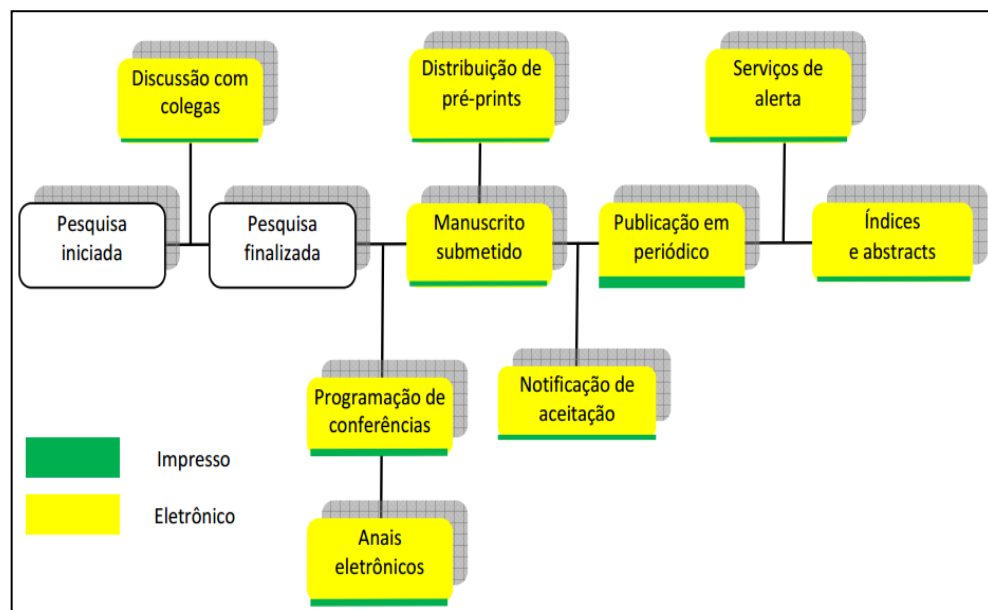 Discussão com
colegas
Distribuição de
pré-prints
Serviços de
alerta
Pesquisa
iniciada
Pesquisa
finalizada
Manuscrito
submetido
Publicação em
periódico
Índices
e abstracts
Programação de
conferências
Notificação de
aceitação
Impresso
Eletrônico
Anais
eletrônicos